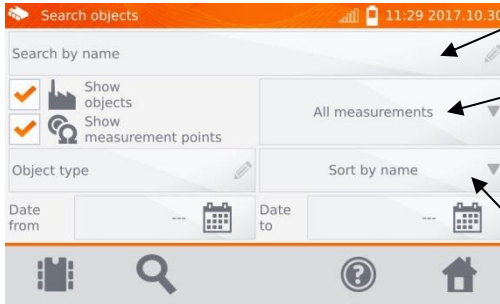 Search objects
11:29 2017.10.30
Search by name
Show
objects
Show
measurement points
All measurements
Object type
Sort by name
Date
from
---
Date
to
---